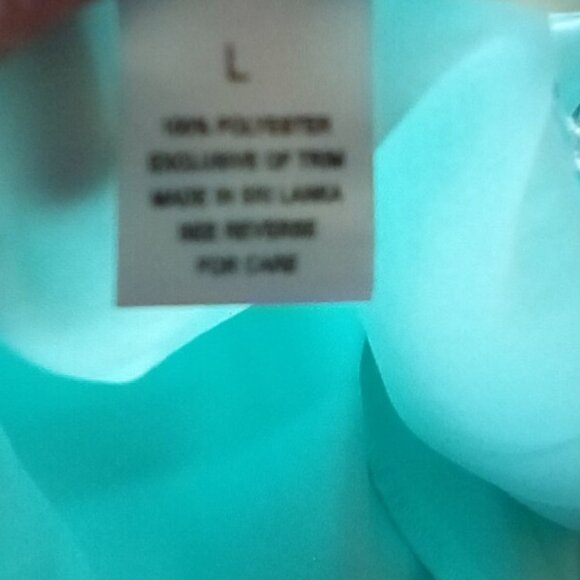 L
100% POLYESTER
EXCLUSIVE OF TRIM
MADE IN SRI LANKA
SEE REVERSE
FOR CARE